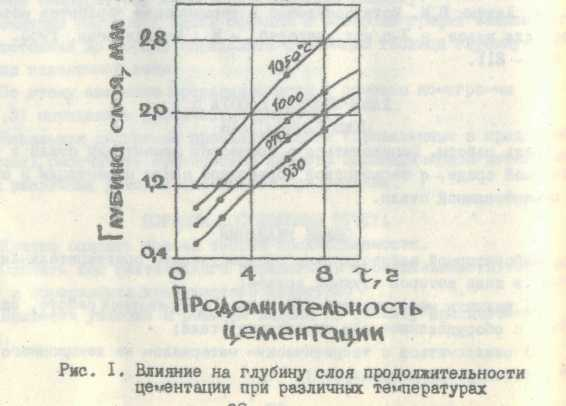 Глубина слоя, мм
2,8
2,0
1,2
0,4
1050°С
1000
970
930
0 4 8 τ, г
Продолжительность
цементации
Рис. I. Влияние на глубину слоя продолжительности
цементации при различных температурах